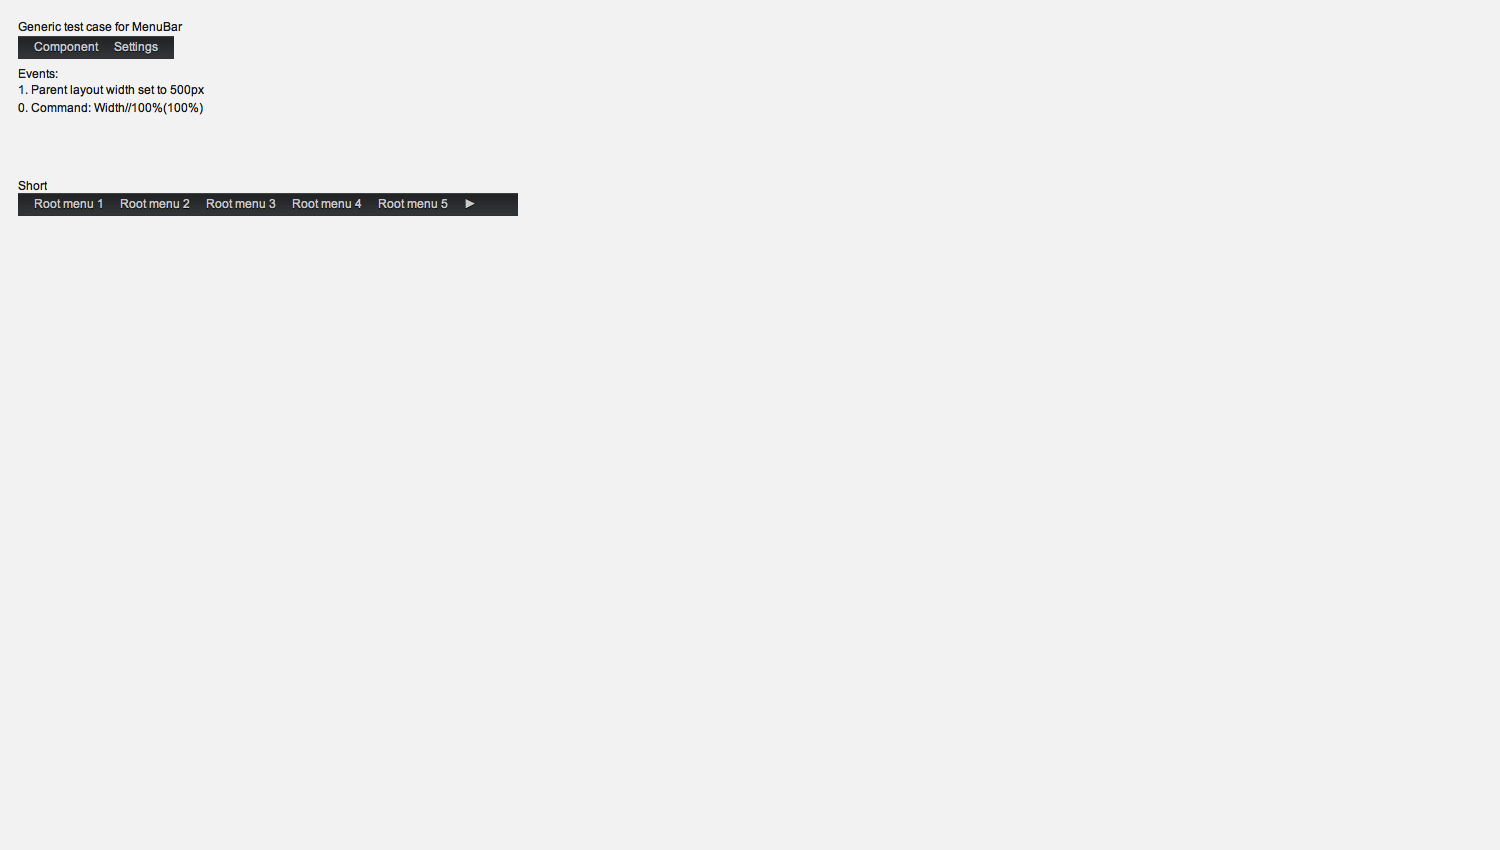 Generic test case for MenuBar
Component Settings
Events:
1. Parent layout width set to 500px
0. Command: Width//100%(100%)
Short
Root menu 1 Root menu 2 Root menu 3 Root menu 4 Root menu 5 ►